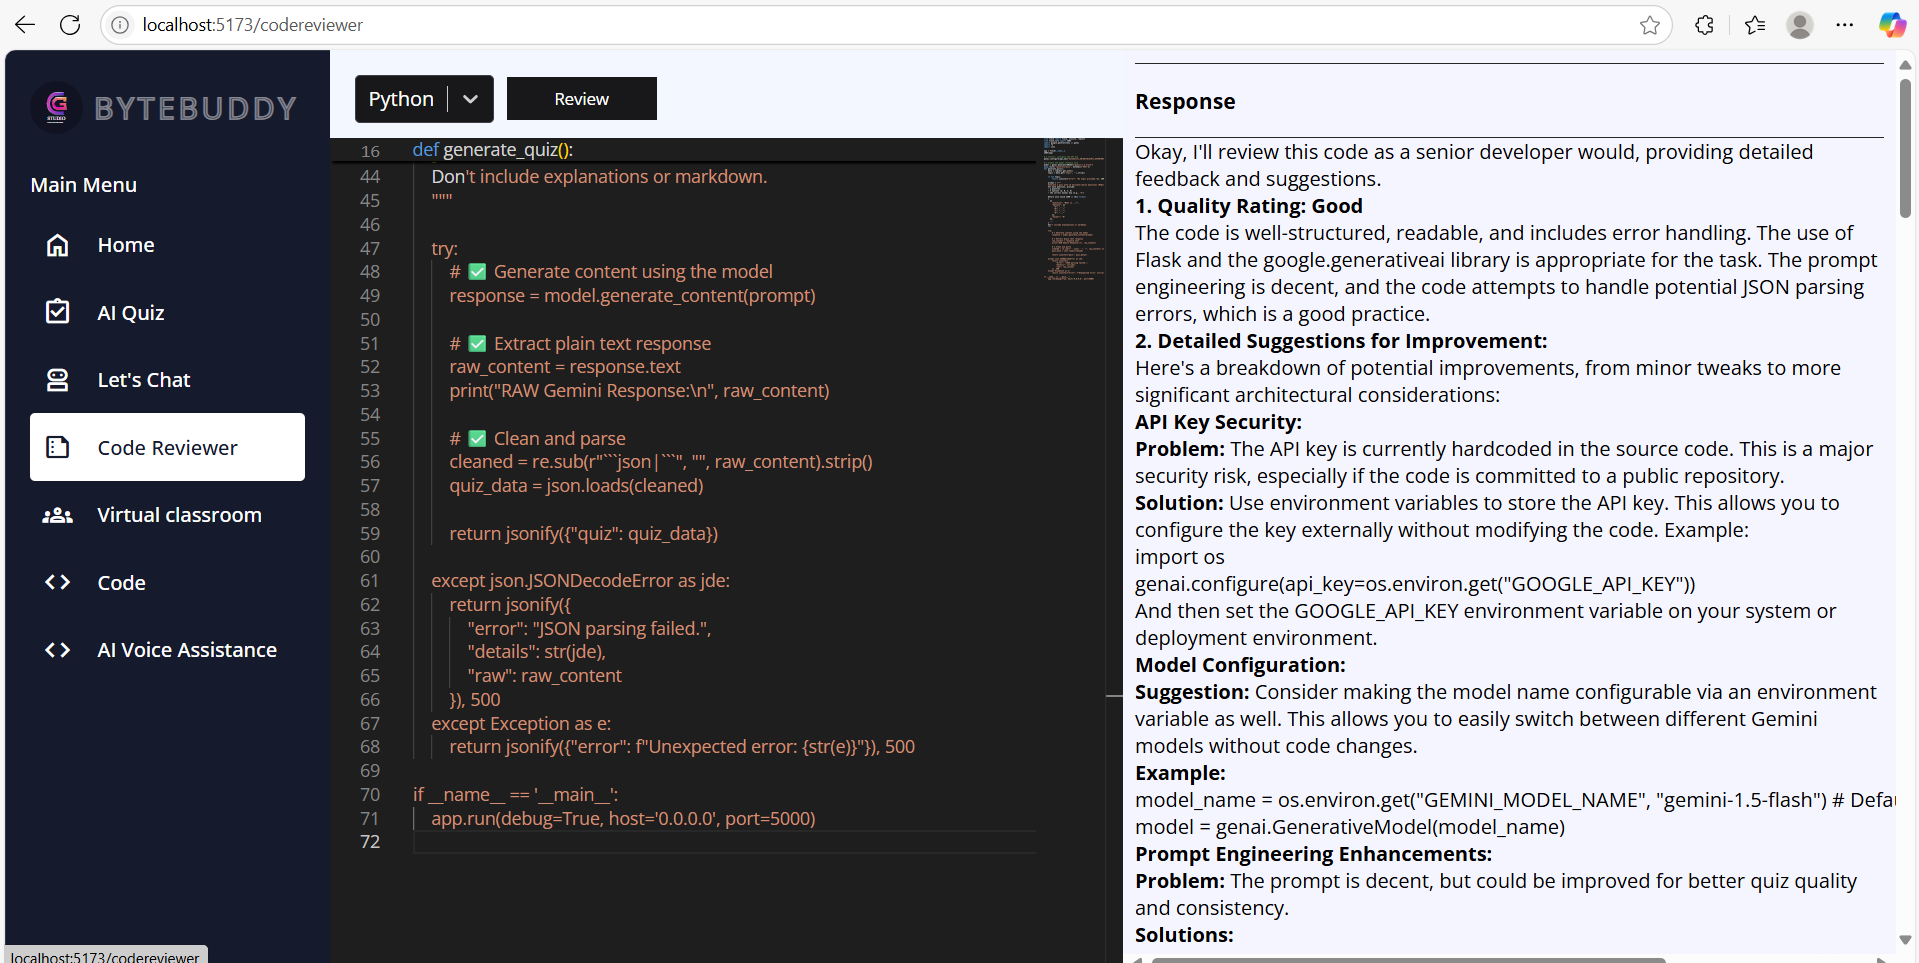 localhost:5173/codereviewer
G
STUDIO
BYTEBUDDY
Main Menu
Home
AI Quiz
Let's Chat
Code Reviewer
Virtual classroom
Code
AI Voice Assistance
localhost:5173/codereviewer
Python
Review
16 def generate_quiz():
44 Don't include explanations or markdown.
45 """
46
47 try:
48 # ✅ Generate content using the model
49 response = model.generate_content(prompt)
50
51 # ✅ Extract plain text response
52 raw_content = response.text
53 print("RAW Gemini Response:\n", raw_content)
54
55 # ✅ Clean and parse
56 cleaned = re.sub(r"```json|```", "", raw_content).strip()
57 quiz_data = json.loads(cleaned)
58
59 return jsonify({"quiz": quiz_data})
60
61 except json.JSONDecodeError as jde:
62 return jsonify({
63 "error": "JSON parsing failed.",
64 "details": str(jde),
65 "raw": raw_content
66 }), 500
67 except Exception as e:
68 return jsonify({"error": f"Unexpected error: {str(e)}"}), 500
69
70 if __name__ == '__main__':
71 app.run(debug=True, host='0.0.0.0', port=5000)
72
Response
Okay, I'll review this code as a senior developer would, providing detailed
feedback and suggestions.
1. Quality Rating: Good
The code is well-structured, readable, and includes error handling. The use of
Flask and the google.generativeai library is appropriate for the task. The prompt
engineering is decent, and the code attempts to handle potential JSON parsing
errors, which is a good practice.
2. Detailed Suggestions for Improvement:
Here's a breakdown of potential improvements, from minor tweaks to more
significant architectural considerations:
API Key Security:
Problem: The API key is currently hardcoded in the source code. This is a major
security risk, especially if the code is committed to a public repository.
Solution: Use environment variables to store the API key. This allows you to
configure the key externally without modifying the code. Example:
import os
genai.configure(api_key=os.environ.get("GOOGLE_API_KEY"))
And then set the GOOGLE_API_KEY environment variable on your system or
deployment environment.
Model Configuration:
Suggestion: Consider making the model name configurable via an environment
variable as well. This allows you to easily switch between different Gemini
models without code changes.
Example:
model_name = os.environ.get("GEMINI_MODEL_NAME", "gemini-1.5-flash") # Defau
model = genai.GenerativeModel(model_name)
Prompt Engineering Enhancements:
Problem: The prompt is decent, but could be improved for better quiz quality
and consistency.
Solutions: